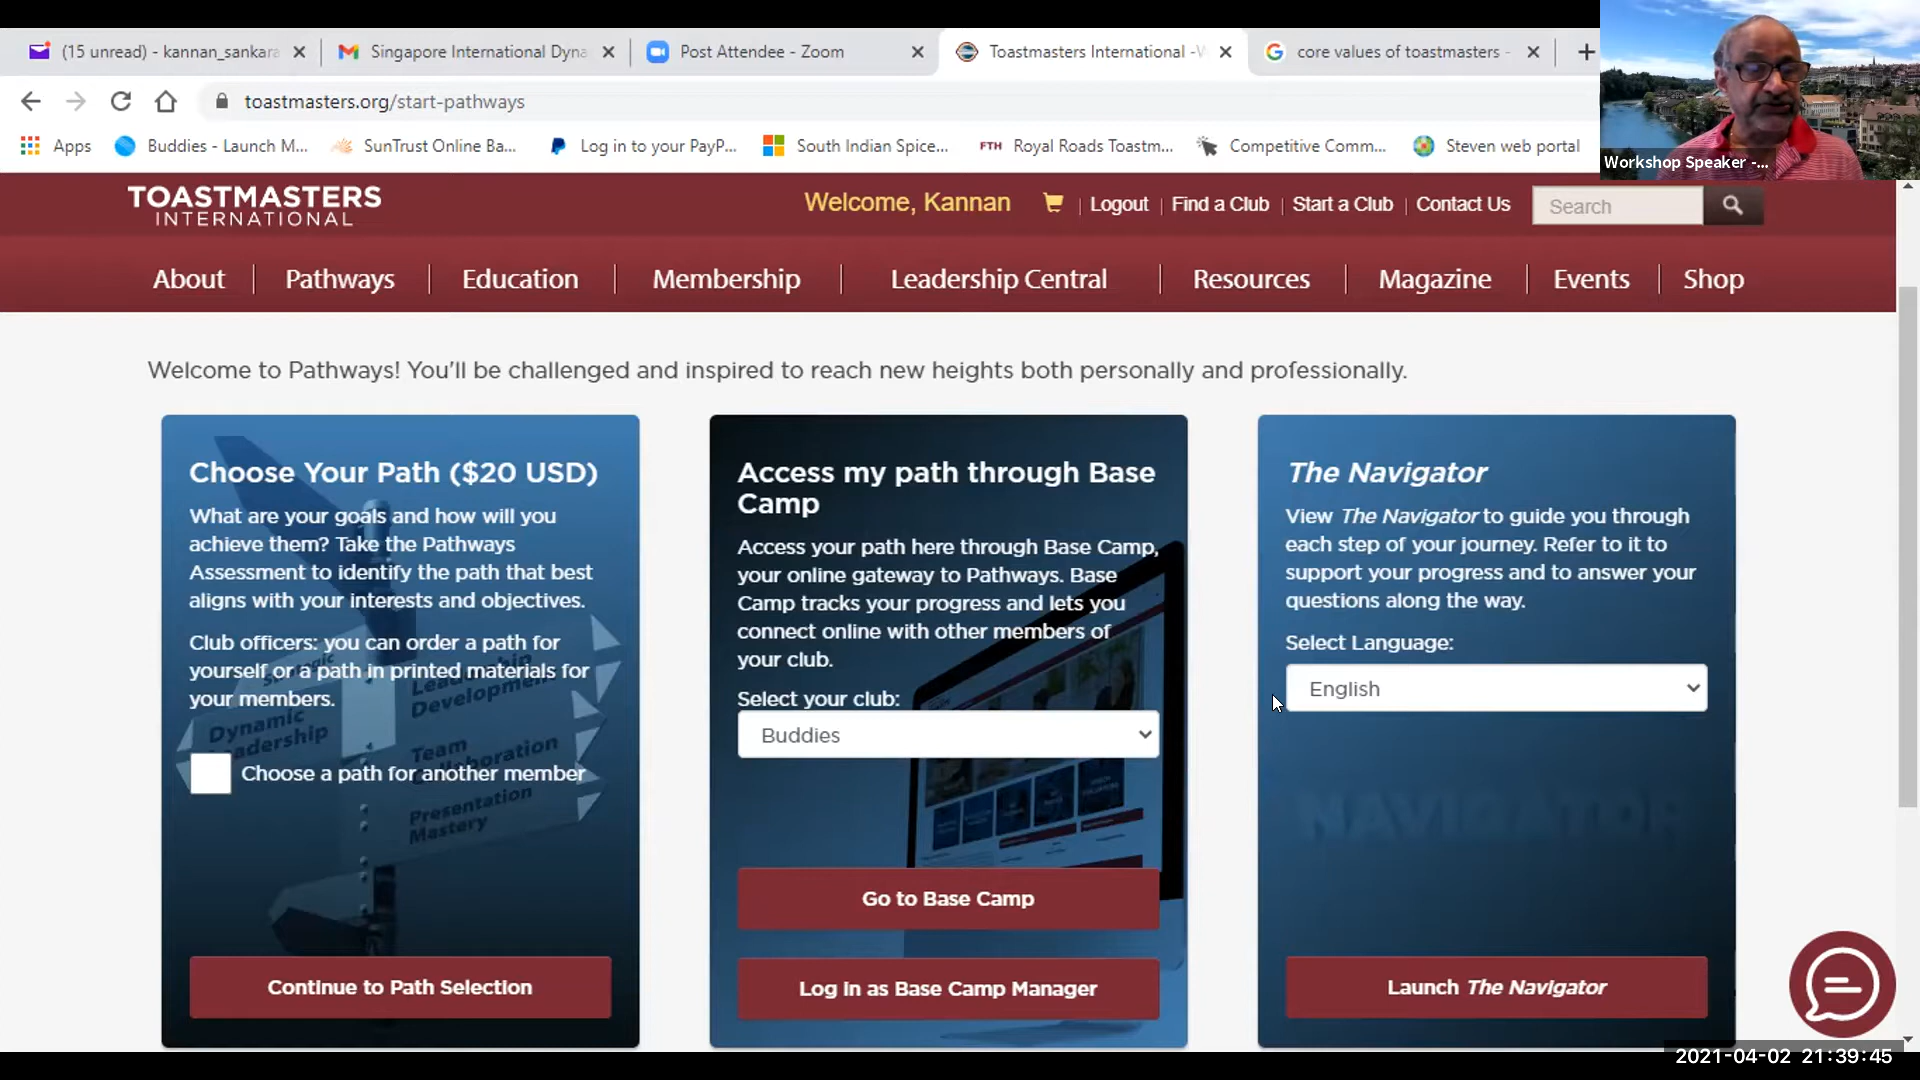 (15 unread) - kannan_sankara
Singapore International Dyna
Post Attendee - Zoom
Toastmasters International -W
core values of toastmasters -
toastmasters.org/start-pathways
Apps
Buddies - Launch M...
SunTrust Online Ba...
Log in to your PayP...
South Indian Spice...
FTH
Royal Roads Toastm...
Competitive Comm...
Steven web portal
Workshop Speaker -...
TOASTMASTERS
INTERNATIONAL
Welcome, Kannan
Logout
Find a Club
Start a Club
Contact Us
Search
About
Pathways
Education
Membership
Leadership Central
Resources
Magazine
Events
Shop
Welcome to Pathways! You'll be challenged and inspired to reach new heights both personally and professionally.
Choose Your Path ($20 USD)
What are your goals and how will you
achieve them? Take the Pathways
Assessment to identify the path that best
aligns with your interests and objectives.
Club officers: you can order a path for
yourself or a path in printed materials for
your members.
Leadership
Development
Dynamic
Leadership
Team
Collaboration
Choose a path for another member
Presentation
Mastery
Continue to Path Selection
Access my path through Base
Camp
Access your path here through Base Camp,
your online gateway to Pathways. Base
Camp tracks your progress and lets you
connect online with other members of
your club.
Select your club:
Buddies
Go to Base Camp
Log In as Base Camp Manager
The Navigator
View The Navigator to guide you through
each step of your journey. Refer to it to
support your progress and to answer your
questions along the way.
Select Language:
English
NAVIGATOR
Launch The Navigator
2021-04-02 21:39:45